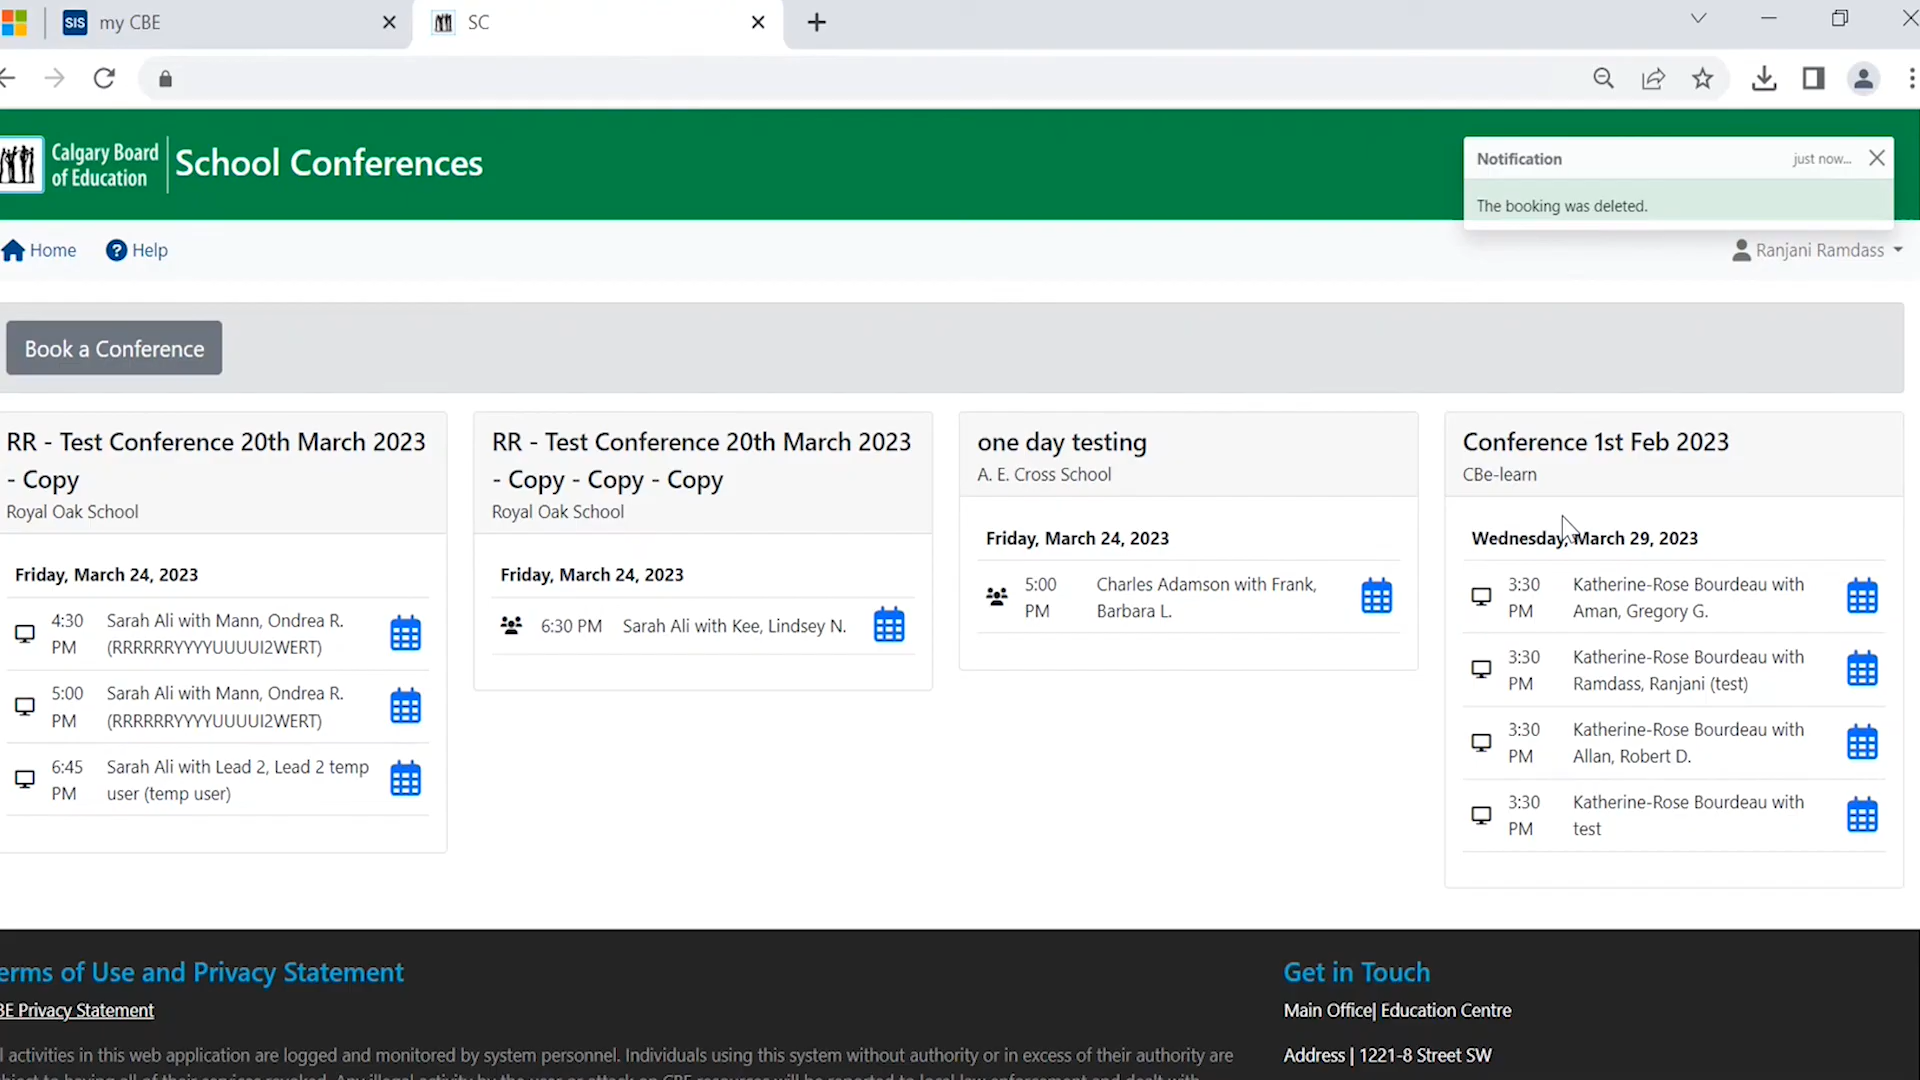 SIS my CBE
SC
Calgary Board
of Education
School Conferences
Notification
just now...
The booking was deleted.
Home
? Help
Ranjani Ramdass
Book a Conference
RR - Test Conference 20th March 2023
- Copy
Royal Oak School
Friday, March 24, 2023
4:30
PM
Sarah Ali with Mann, Ondrea R.
(RRRRRRYYYYUUUUI2WERT)
5:00
PM
Sarah Ali with Mann, Ondrea R.
(RRRRRRYYYYUUUUI2WERT)
6:45
PM
Sarah Ali with Lead 2, Lead 2 temp
user (temp user)
RR - Test Conference 20th March 2023
- Copy - Copy - Copy
Royal Oak School
Friday, March 24, 2023
6:30 PM Sarah Ali with Kee, Lindsey N.
one day testing
A. E. Cross School
Friday, March 24, 2023
5:00
PM
Charles Adamson with Frank,
Barbara L.
Conference 1st Feb 2023
CBe-learn
Wednesday, March 29, 2023
3:30
PM
Katherine-Rose Bourdeau with
Aman, Gregory G.
3:30
PM
Katherine-Rose Bourdeau with
Ramdass, Ranjani (test)
3:30
PM
Katherine-Rose Bourdeau with
Allan, Robert D.
3:30
PM
Katherine-Rose Bourdeau with
test
erms of Use and Privacy Statement
BE Privacy Statement
l activities in this web application are logged and monitored by system personnel. Individuals using this system without authority or in excess of their authority are
Get in Touch
Main Office| Education Centre
Address | 1221-8 Street SW